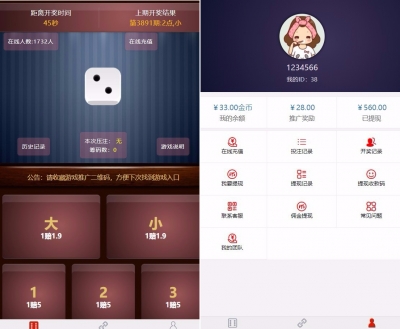 距离开奖时间
45秒
上期开奖结果
第3891期:2点,小
在线人数:1732人
在线充值
历史记录
本次压注：无
筹码数：0
游戏说明
公告：请收藏游戏推广二维码，方便下次找到游戏入口
大
1赔1.9
小
1赔1.9
1
1赔5
2
1赔5
3
1赔5
1234566
我的ID：38
￥33.00金币
我的余额
￥28.00
推广奖励
￥560.00
已提现
在线充值
投注记录
开奖记录
我要提现
提现记录
提现收款码
联系客服
佣金提现
常见问题
我的团队